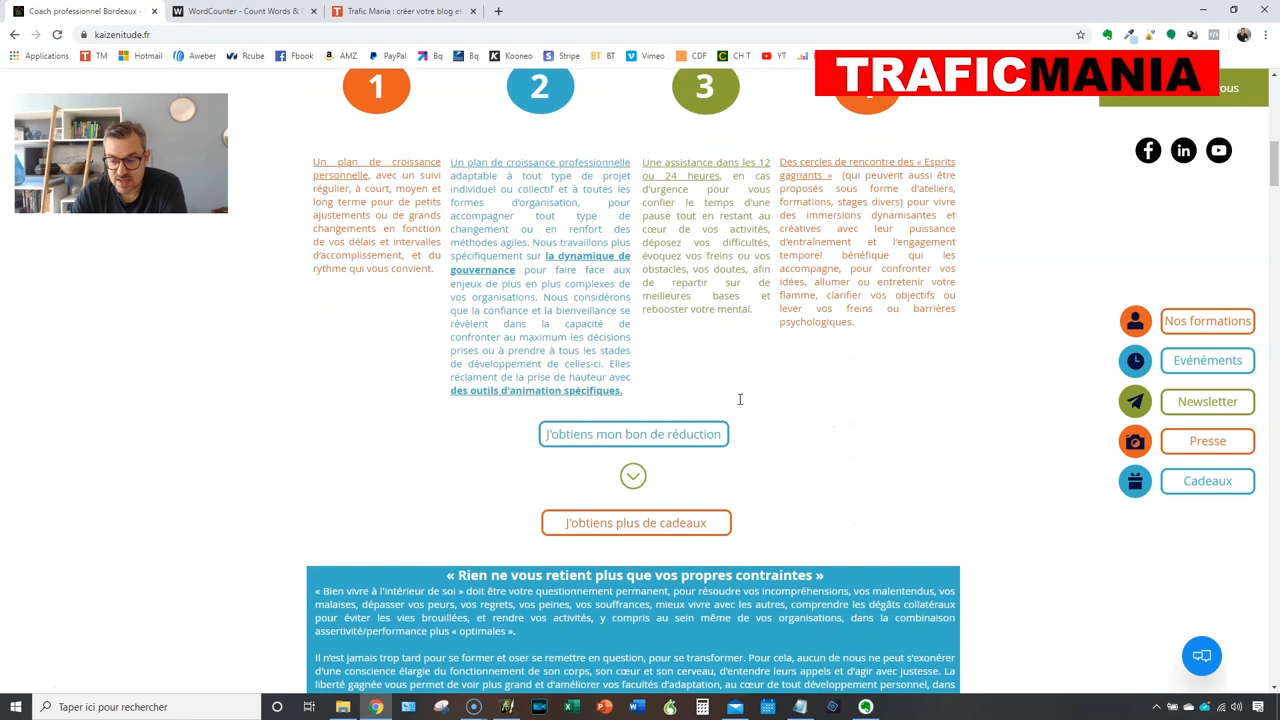 Coach professionnel Bordeaux -
WordCounter - Count Words & C
Trafic Mania Tout Manager -
kaizenitude.fr
Applications
TM
Hotmail
Aweber
Rcube
Fbook
AMZ
PayPal
Bq
Bq
Kooneo
Stripe
BT
BT
Vimeo
CDF
CH T
YT
TRAFICMANIA
ous
1
2
3
Un plan de croissance
personnelle, avec un suivi
régulier, à court, moyen et
long terme pour de petits
ajustements ou de grands
changements en fonction
de vos délais et intervalles
d'accomplissement, et du
rythme qui vous convient.
Un plan de croissance professionnelle
adaptable à tout type de projet
individuel ou collectif et à toutes les
formes d'organisation, pour
accompagner tout type de
changement ou en renfort des
méthodes agiles. Nous travaillons plus
spécifiquement sur la dynamique de
gouvernance pour faire face aux
enjeux de plus en plus complexes de
vos organisations. Nous considérons
que la confiance et la bienveillance se
révèlent dans la capacité de
confronter au maximum les décisions
prises ou à prendre à tous les stades
de développement de celles-ci. Elles
réclament de la prise de hauteur avec
des outils d'animation spécifiques.
Une assistance dans les 12
ou 24 heures, en cas
d'urgence pour vous
confier le temps d'une
pause tout en restant au
cœur de vos activités,
déposez vos difficultés,
évoquez vos freins ou vos
obstacles, vos doutes, afin
de repartir sur de
meilleures bases et
rebooster votre mental.
Des cercles de rencontre des « Esprits
gagnants » (qui peuvent aussi être
proposés sous forme d'ateliers,
formations, stages divers) pour vivre
des immersions dynamisantes et
créatives avec leur puissance
d'entraînement et l'engagement
temporel bénéfique qui les
accompagne, pour confronter vos
idées, allumer ou entretenir votre
flamme, clarifier vos objectifs ou
lever vos freins ou barrières
psychologiques.
Nos formations
Evénéments
Newsletter
Presse
Cadeaux
J'obtiens mon bon de réduction
J'obtiens plus de cadeaux
« Rien ne vous retient plus que vos propres contraintes »
« Bien vivre à l'intérieur de soi » doit être votre questionnement permanent, pour résoudre vos incompréhensions, vos malentendus, vos
malaises, dépasser vos peurs, vos regrets, vos peines, vos souffrances, mieux vivre avec les autres, comprendre les dégâts collatéraux
pour éviter les vies brouillées, et rendre vos activités, y compris au sein même de vos organisations, dans la combinaison
assertivité/performance plus « optimales ».
Il n'est jamais trop tard pour se former et oser se remettre en question, pour se transformer. Pour cela, aucun de nous ne peut s'exonérer
d'une conscience élargie du fonctionnement de son corps, son cœur et son cerveau, d'entendre leurs appels et d'agir avec justesse. La
liberté gagnée vous permet de voir plus grand et d'améliorer vos facultés d'adaptation, au cœur de tout développement personnel, dans
Taper ici pour rechercher